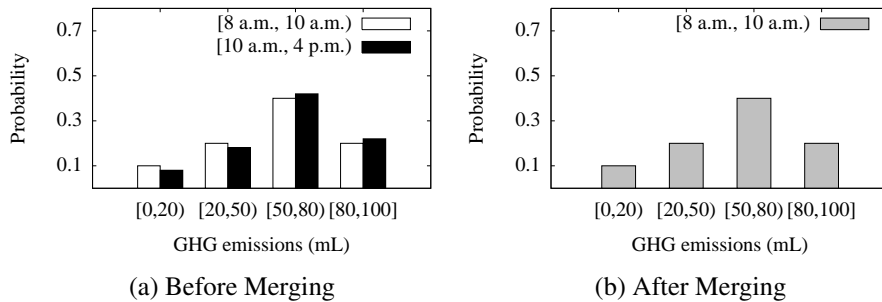 [8 a.m., 10 a.m.)
[10 a.m., 4 p.m.)
Probability
0.7
0.5
0.3
0.1
[0,20) [20,50) [50,80) [80,100]
GHG emissions (mL)
(a) Before Merging
[8 a.m., 10 a.m.)
Probability
0.7
0.5
0.3
0.1
[0,20) [20,50) [50,80) [80,100]
GHG emissions (mL)
(b) After Merging